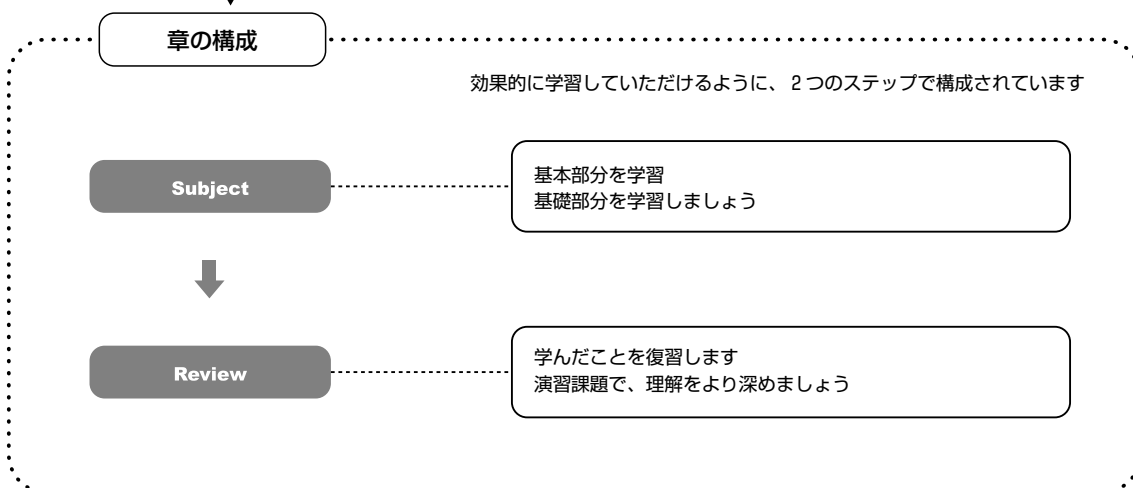 章の構成
効果的に学習していただけるように、2つのステップで構成されています
Subject
基本部分を学習
基礎部分を学習しましょう
Review
学んだことを復習します
演習課題で、理解をより深めましょう